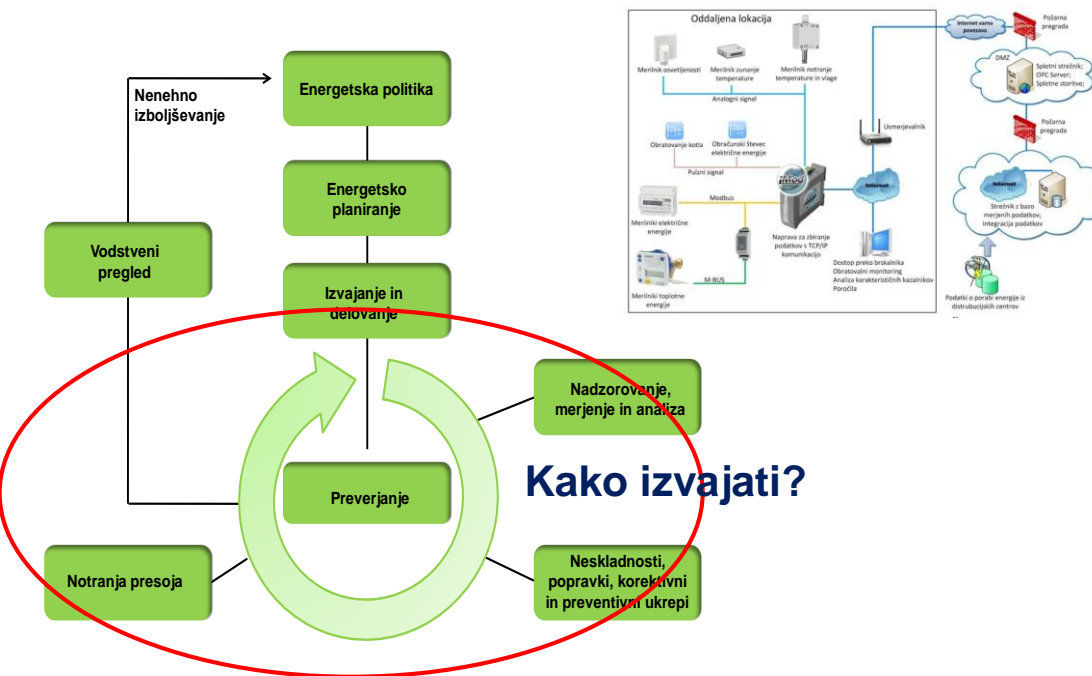 Nenehno
izboljševanje
Energetska politika
Energetsko
planiranje
Vodstveni
pregled
Izvajanje in
delovanje
Nadzorovanje,
merjenje in analiza
Kako izvajati?
Preverjanje
Notranja presoja
Neskladnosti,
popravki, korektivni
in preventivni ukrepi
Oddaljena lokacija
Merilnik osvetljenosti
Merilnik zunanje
temperature
Merilnik notranje
temperature in vlage
Analogni signal
Obratovanje kotla
Obračunski števec
električne energije
Pulzni signal
Modbus
Merilniki električne
energije
M-BUS
Merilniki toplotne
energije
iMod
Naprava za zbiranje
podatkov s TCP/IP
komunikacijo
Usmerjevalnik
Internet
Dostop preko brskalnika
Obratovalni monitoring
Analiza karakterističnih kazalnikov
Poročila
Internet varna
povezava
Požarna
pregrada
DMZ
Spletni strežnik;
OPC Server;
Spletne storitve;
Požarna
pregrada
Internet
Strežnik z bazo
merjenih podatkov;
Integracija podatkov
Podatki o porabi energije iz
distrubucijskih centrov